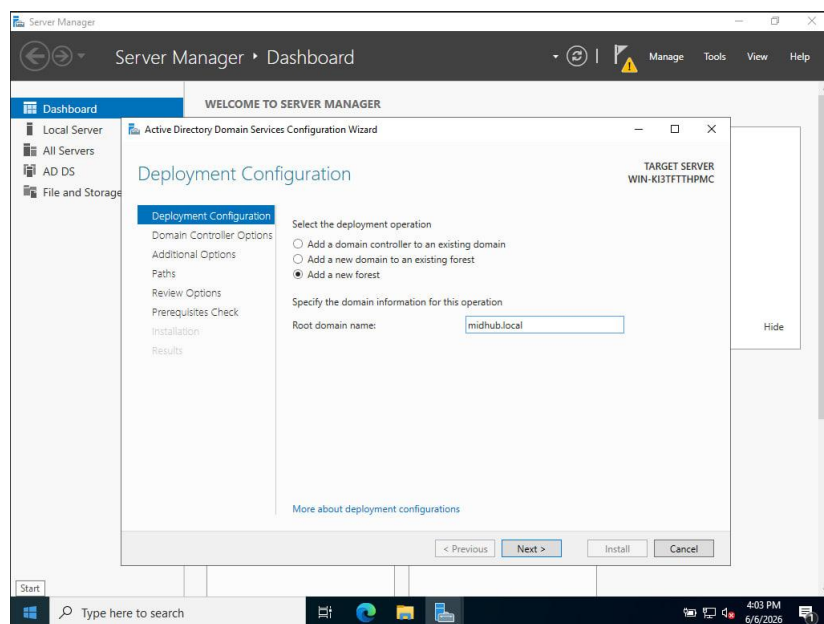 Server Manager
Server Manager • Dashboard
Manage Tools View Help
Dashboard
Local Server
All Servers
AD DS
File and Storage
WELCOME TO SERVER MANAGER
Active Directory Domain Services Configuration Wizard
Deployment Configuration
TARGET SERVER
WIN-KI3TFTTHPMC
Deployment Configuration
Domain Controller Options
Additional Options
Paths
Review Options
Prerequisites Check
Installation
Results
Select the deployment operation
Add a domain controller to an existing domain
Add a new domain to an existing forest
Add a new forest
Specify the domain information for this operation
Root domain name: midhub.local
More about deployment configurations
< Previous Next > Install Cancel
Hide
Start
Type here to search
4:03 PM
6/6/2026
1